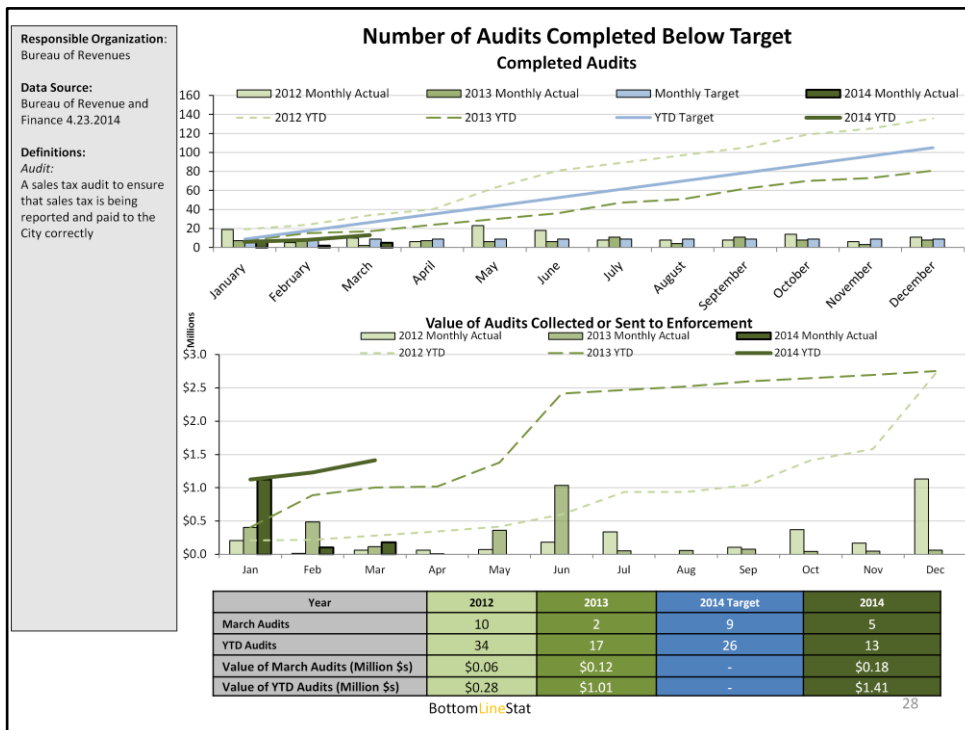 Responsible Organization:
Bureau of Revenues
Data Source:
Bureau of Revenue and
Finance 4.23.2014
Definitions:
Audit:
A sales tax audit to ensure
that sales tax is being
reported and paid to the
City correctly
Number of Audits Completed Below Target
Completed Audits
2012 Monthly Actual 2013 Monthly Actual Monthly Target 2014 Monthly Actual
2012 YTD 2013 YTD YTD Target 2014 YTD
160
140
120
100
80
60
40
20
0
January February March April May June July August September October November December
Value of Audits Collected or Sent to Enforcement
Millions
2012 Monthly Actual 2013 Monthly Actual 2014 Monthly Actual
2012 YTD 2013 YTD 2014 YTD
$3.0
$2.5
$2.0
$1.5
$1.0
$0.5
$0.0
Jan Feb Mar Apr May Jun Jul Aug Sep Oct Nov Dec
Year 2012 2013 2014 Target 2014
March Audits 10 2 9 5
YTD Audits 34 17 26 13
Value of March Audits (Million $s) $0.06 $0.12 - $0.18
Value of YTD Audits (Million $s) $0.28 $1.01 - $1.41
BottomLineStat
28